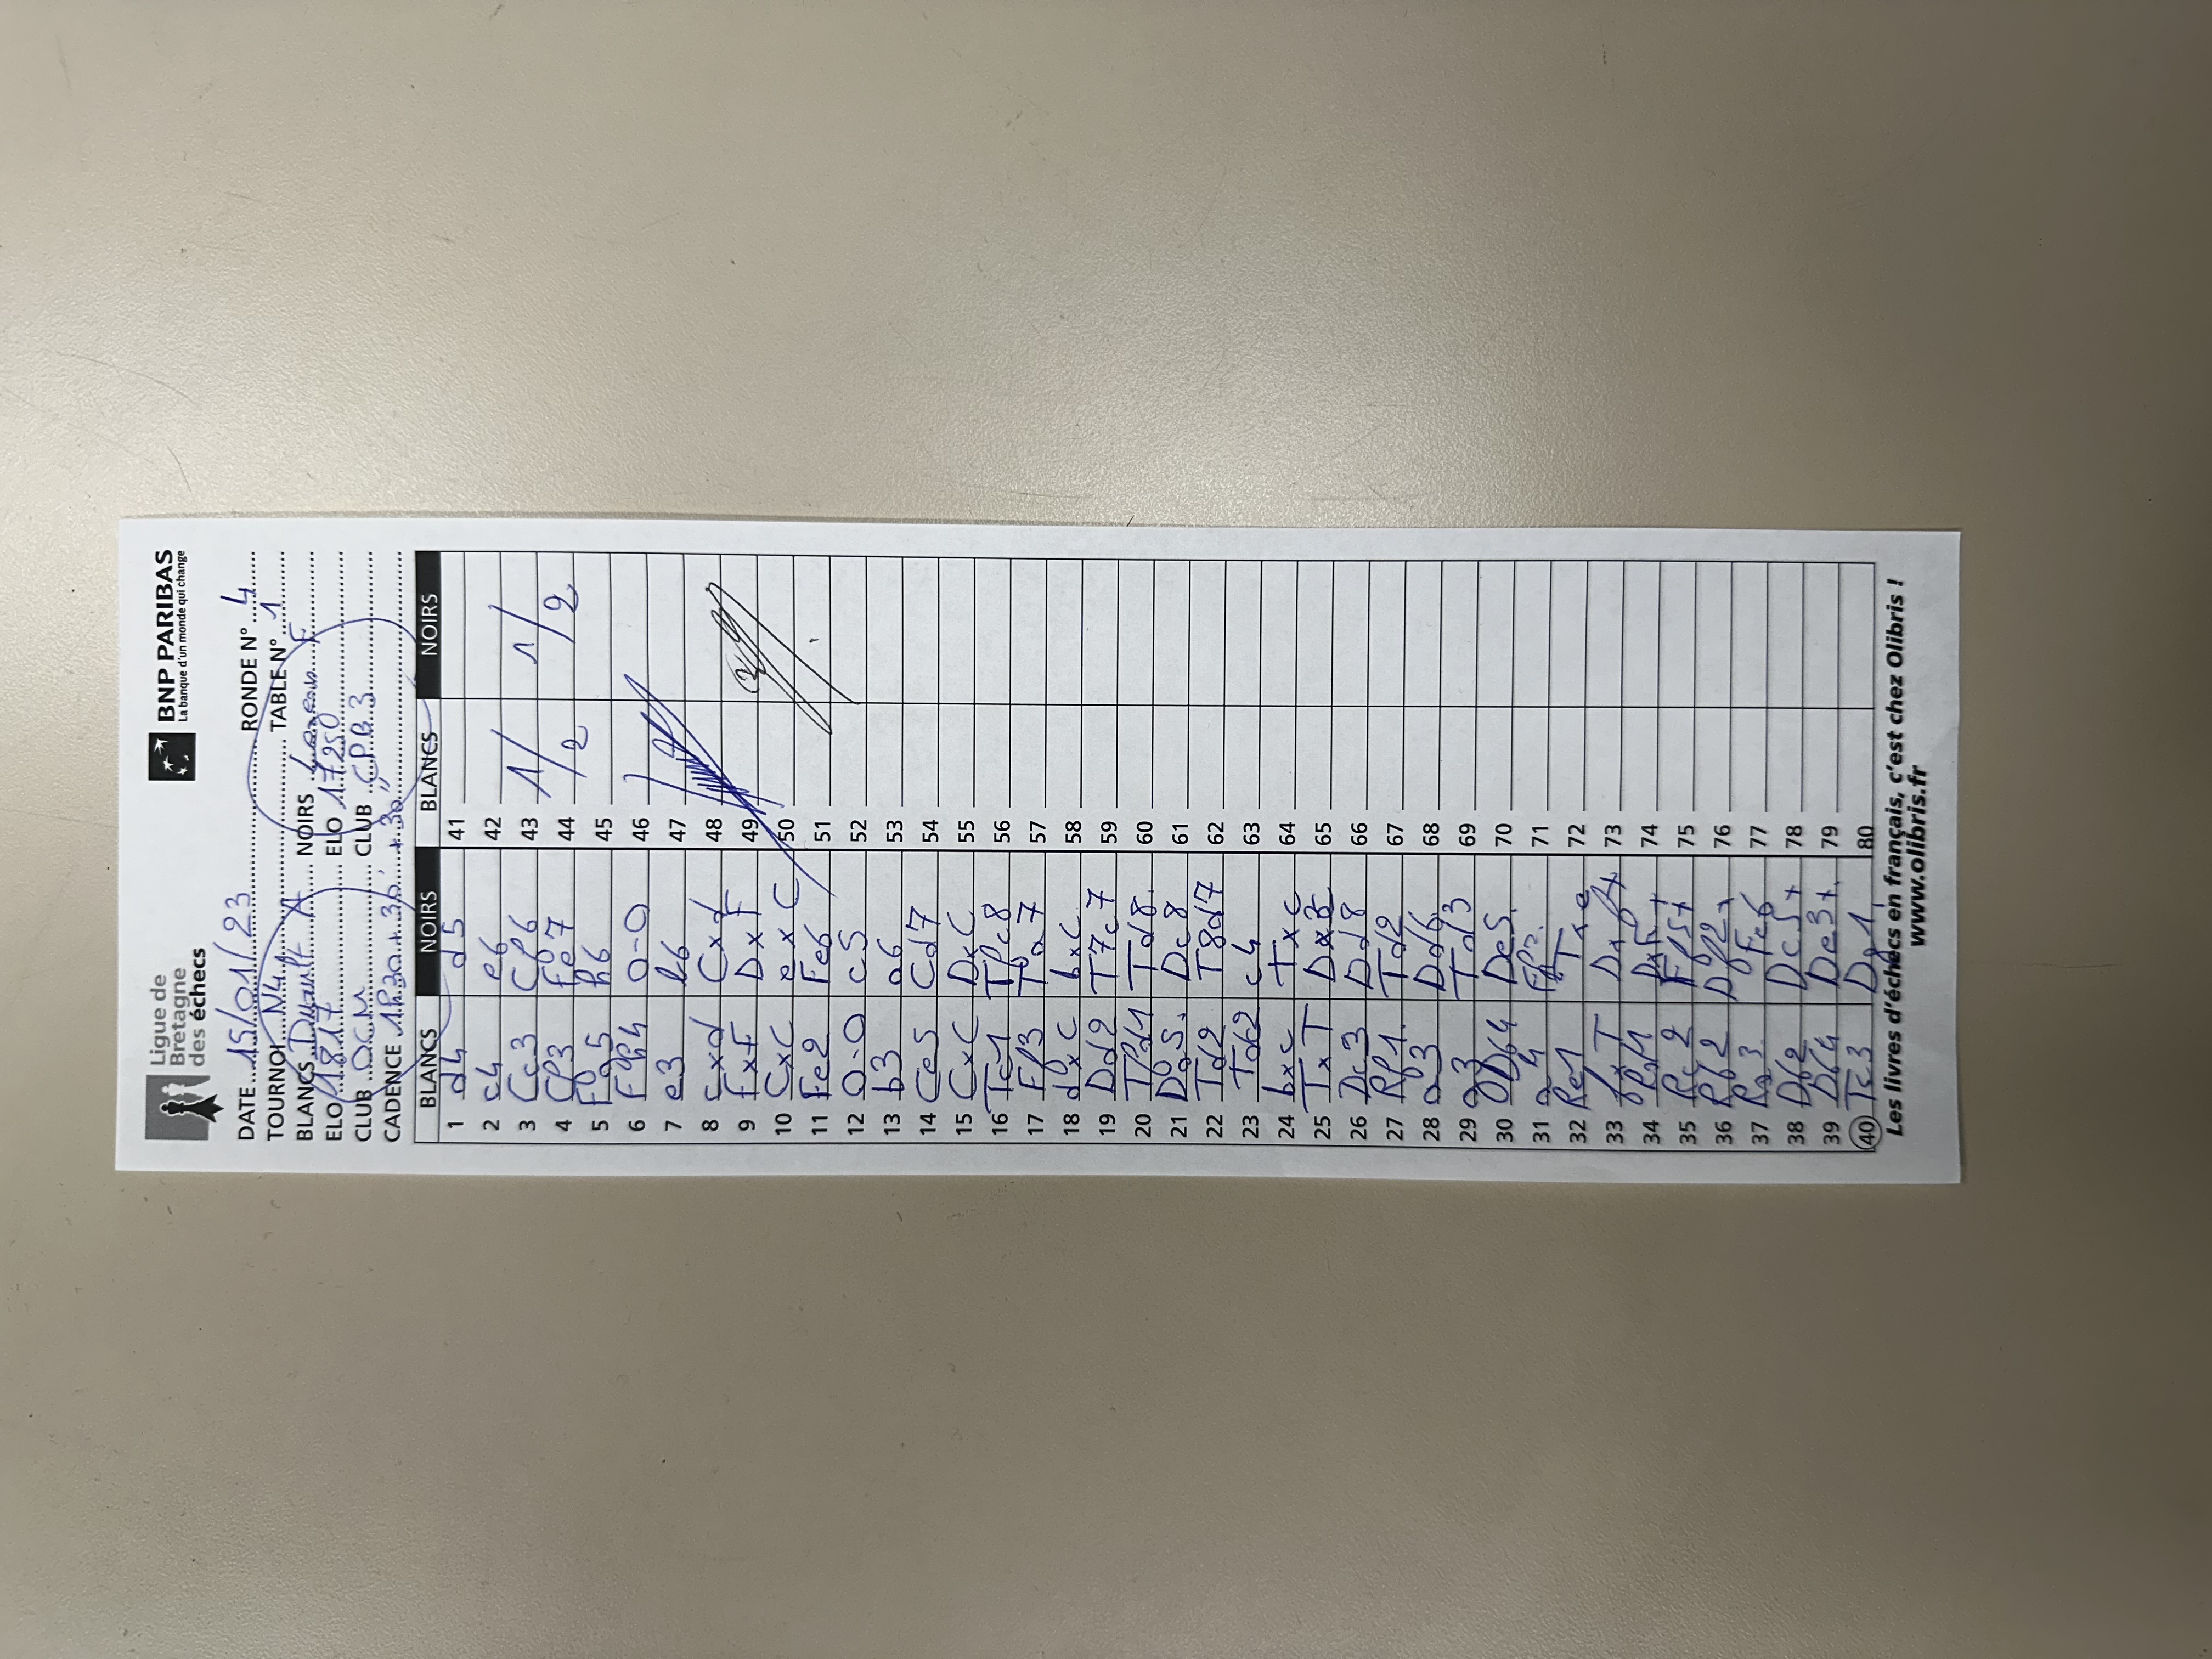 Ligue de
Bretagne
des échecs
BNP PARIBAS
La banque d'un monde qui change
DATE 15/01/23 RONDE N° 4
TOURNOI N4 TABLE N° 1
BLANCS A NOIRS F
ELO 1817 ELO 17250
CLUB OCM CLUB CPB3
CADENCE 1h30 + 30' + 30"
BLANCS NOIRS BLANCS NOIRS
1 d4 d5 41
2 c4 e6 42
3 Cc3 Cf6 43 1/2 1/2
4 Cf3 Fe7 44
5 Fg5 h6 45
6 Fh4 0-0 46
7 e3 b6 47
8 cxd Cxd 48
9 FxF DxF 49
10 CxC exC 50
11 Fe2 Fe6 51
12 0-0 c5 52
13 b3 a6 53
14 Ce5 Cd7 54
15 CxC DxC 55
16 Tc1 Tfc8 56
17 Ff3 Ta7 57
18 dxc bxc 58
19 Dd2 T7c7 59
20 Tfd1 Td8. 60
21 Da5. Dc8 61
22 Td2 T8d7 62
23 Tdc2 c4 63
24 bxc Txc 64
25 TxT 65
26 Dc3 Dd8 66
27 Rf1. Td2 67
28 a3 Dd6. 68
29 g3 Td3 69
30 Db4 De5. 70
31 a4 71
32 Re1 Txe 72
33 fxT Dxg+ 73
34 Rd1 DxF+ 74
35 Rc2 Ff5+ 75
36 Rb2 Df2+ 76
37 Ra3. Fe6 77
38 Db2 Dc5+ 78
39 Db4 De3+. 79
40 Tc3 Dg1. 80
Les livres d'échecs en français, c'est chez Olibris !
www.olibris.fr